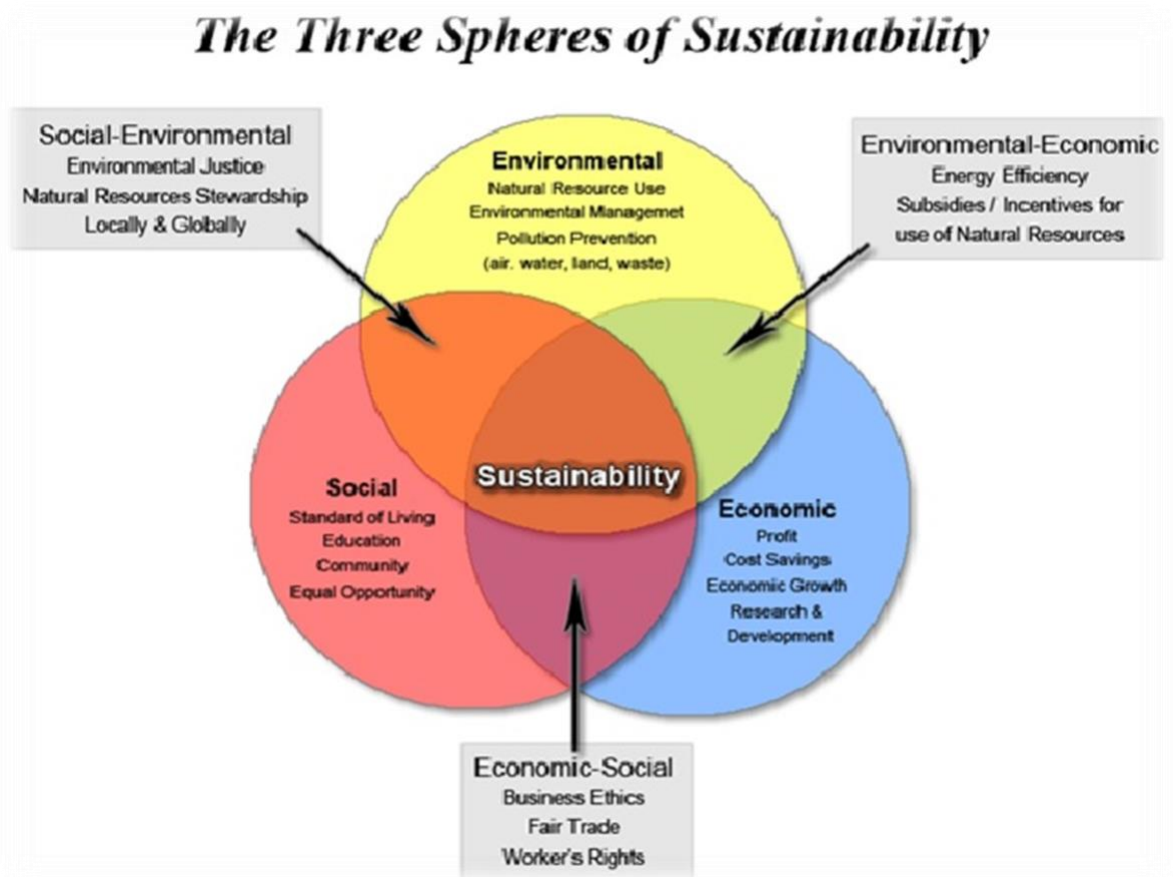 The Three Spheres of Sustainability
Social-Environmental
Environmental Justice
Natural Resources Stewardship
Locally & Globally
Environmental
Natural Resource Use
Environmental Managemet
Pollution Prevention
(air. water, land, waste)
Environmental-Economic
Energy Efficiency
Subsidies / Incentives for
use of Natural Resources
Sustainability
Social
Standard of Living
Education
Community
Equal Opportunity
Economic
Profit
Cost Savings
Economic Growth
Research &
Development
Economic-Social
Business Ethics
Fair Trade
Worker's Rights